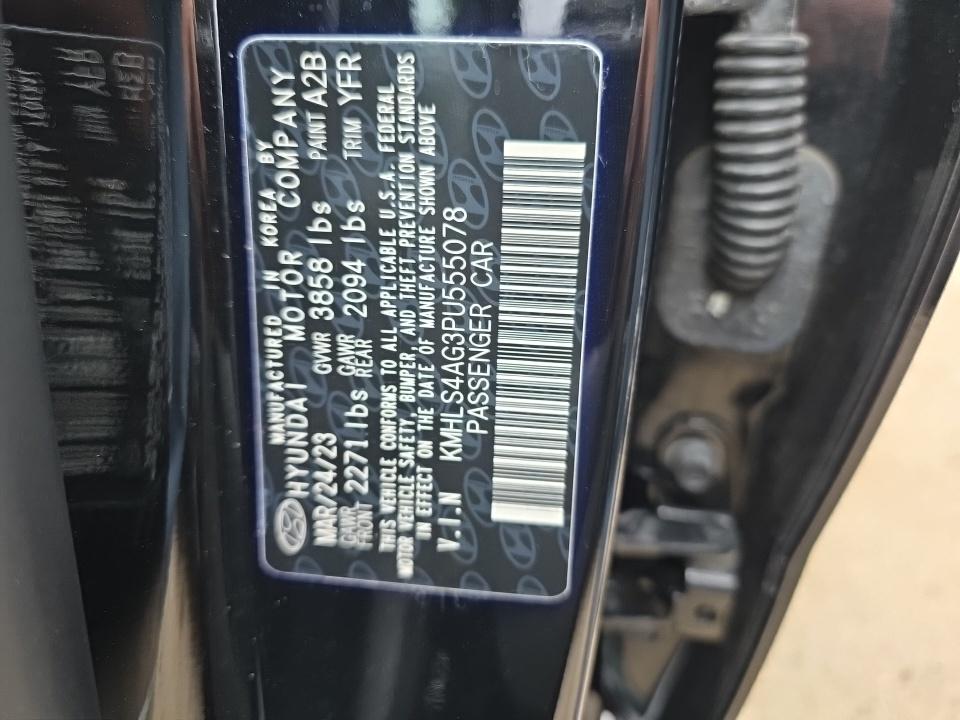 MANUFACTURED IN KOREA BY
HYUNDAI MOTOR COMPANY
MAR/24/23 GVWR 3858 lbs PAINT A2B
GAWR FRONT 2271 lbs GAWR REAR 2094 lbs TRIM YFR
THIS VEHICLE CONFORMS TO ALL APPLICABLE U.S.A. FEDERAL
MOTOR VEHICLE SAFETY, BUMPER, AND THEFT PREVENTION STANDARDS
IN EFFECT ON THE DATE OF MANUFACTURE SHOWN ABOVE
V.I.N KMHLS4AG3PU555078
PASSENGER CAR